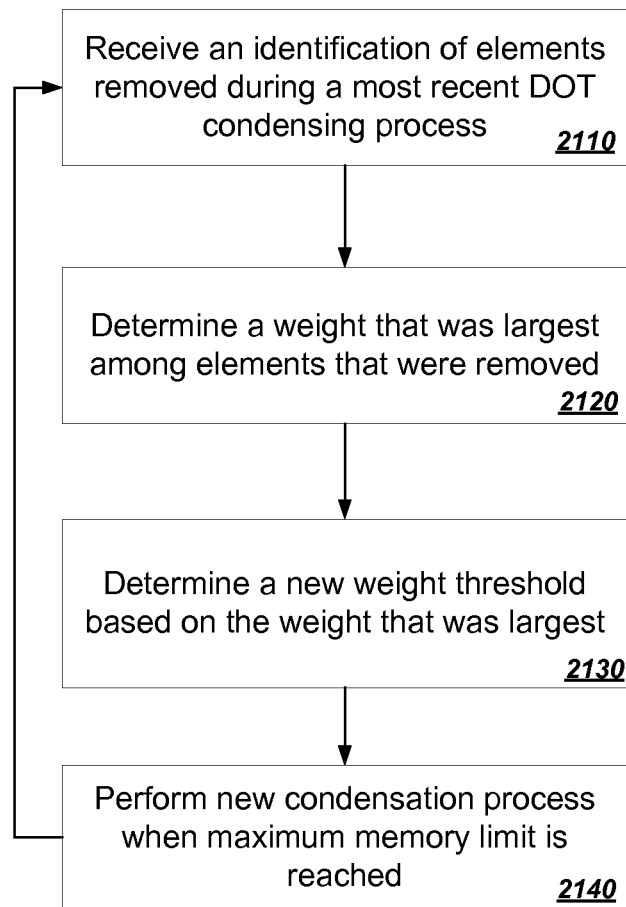 Receive an identification of elements
removed during a most recent DOT
condensing process
2110
Determine a weight that was largest
among elements that were removed
2120
Determine a new weight threshold
based on the weight that was largest
2130
Perform new condensation process
when maximum memory limit is
reached
2140